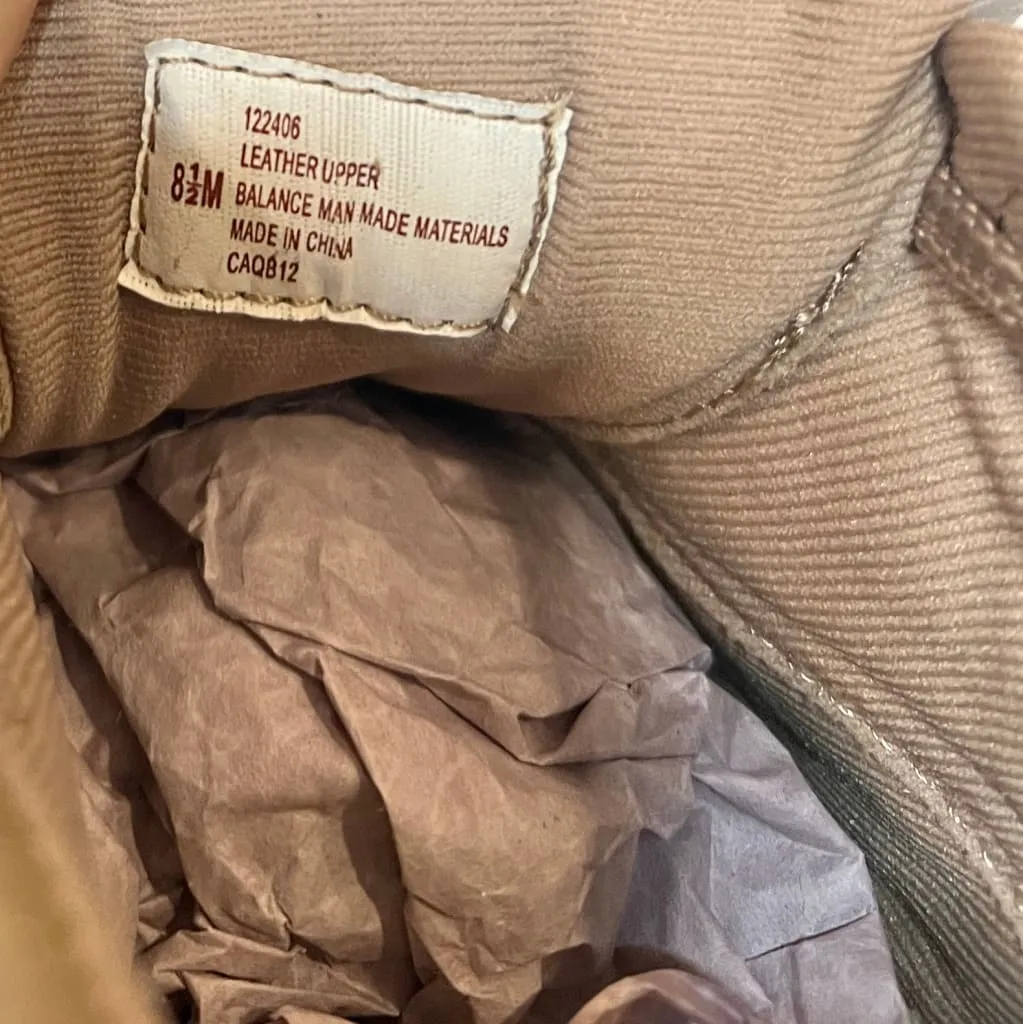 122406
LEATHER UPPER
8½M BALANCE MAN MADE MATERIALS
MADE IN CHINA
CAQB12